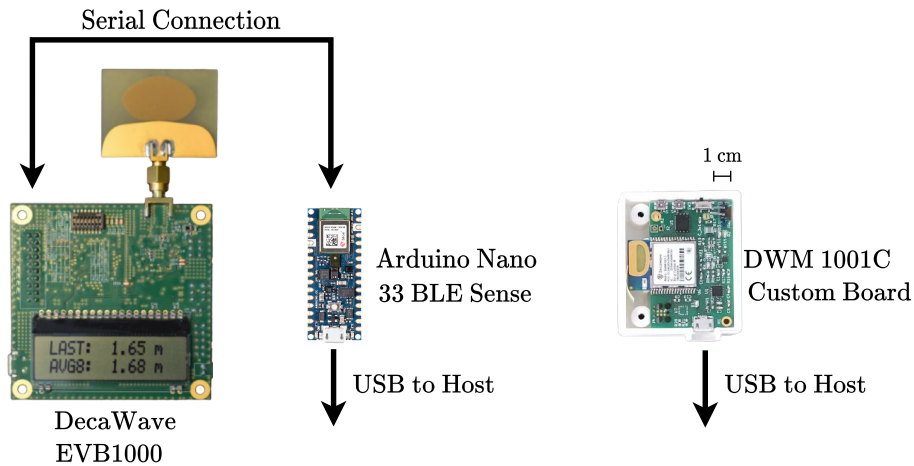 Serial Connection
1 cm
Arduino Nano
33 BLE Sense
DWM 1001C
Custom Board
LAST: 1.65 m
AVG8: 1.68 m
USB to Host
USB to Host
DecaWave
EVB1000